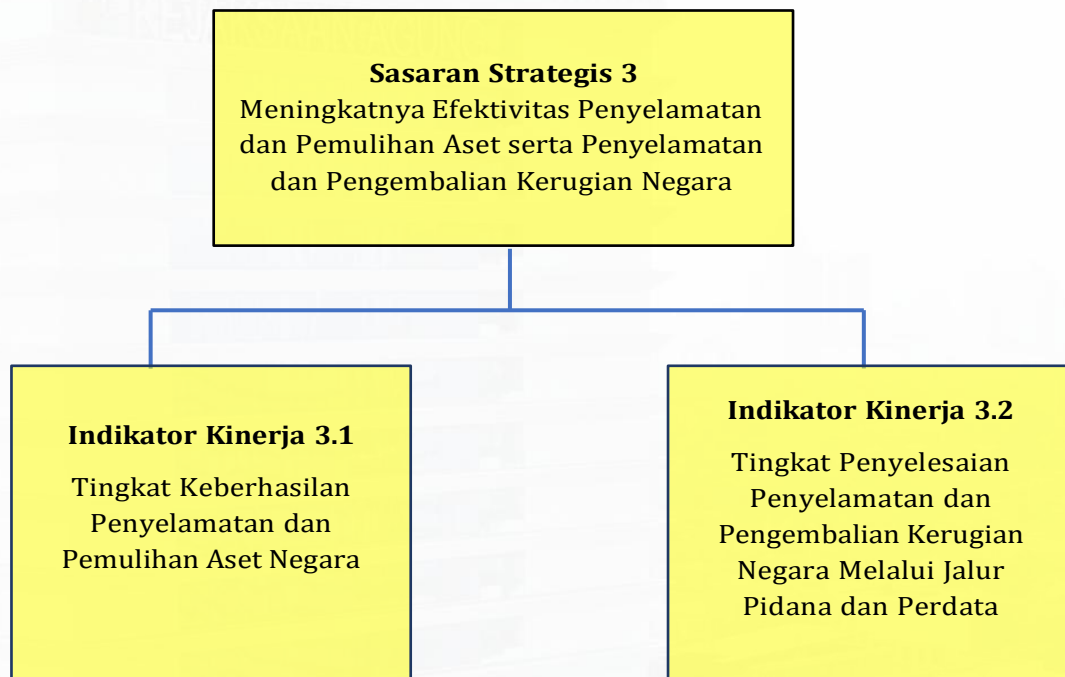 KEJAKSAAN AGUNG
Sasaran Strategis 3
Meningkatnya Efektivitas Penyelamatan
dan Pemulihan Aset serta Penyelamatan
dan Pengembalian Kerugian Negara
Indikator Kinerja 3.1
Tingkat Keberhasilan
Penyelamatan dan
Pemulihan Aset Negara
Indikator Kinerja 3.2
Tingkat Penyelesaian
Penyelamatan dan
Pengembalian Kerugian
Negara Melalui Jalur
Pidana dan Perdata